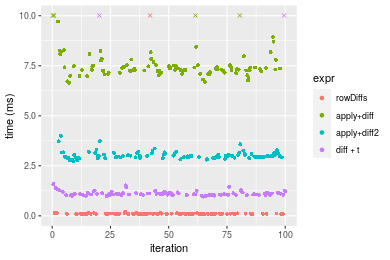 10.0
7.5
5.0
2.5
0.0
time (ms)
0
25
50
75
100
iteration
expr
rowDiffs
apply+diff
apply+diff2
diff + t